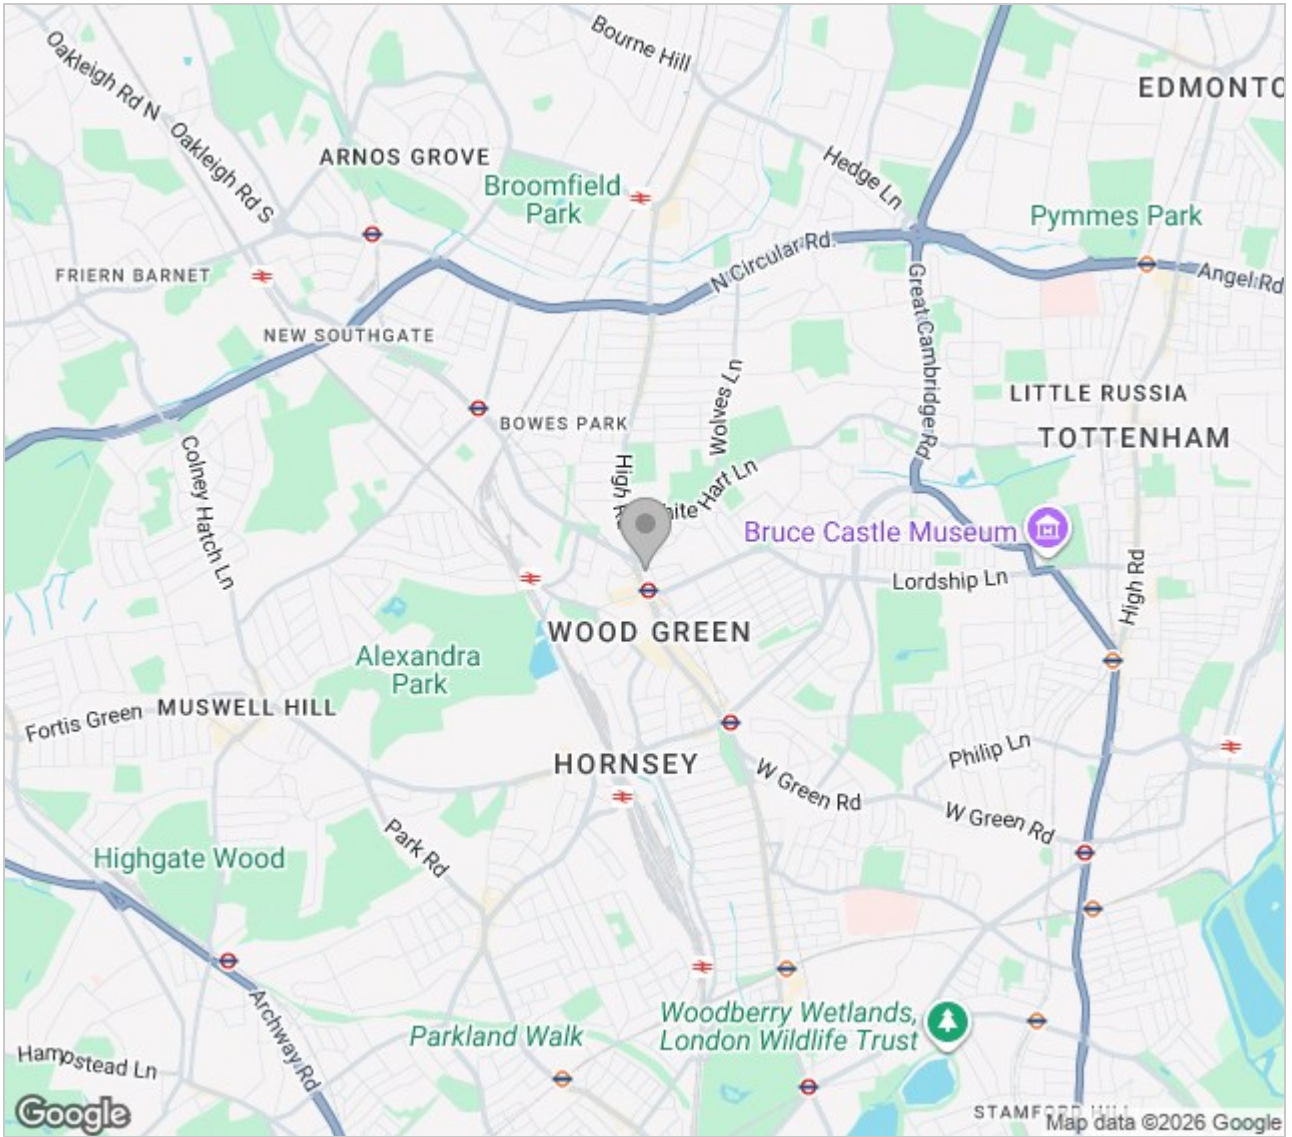 Bourne Hill
Oakleigh Rd N
EDMONTO
Oakleigh Rd S
ARNOS GROVE
Hedge Ln
Broomfield
Park
Pymmes Park
N Circular Rd.
FRIERN BARNET
Angel Rd
NEW SOUTHGATE
Great Cambridge Rd
Wolves Ln
LITTLE RUSSIA
BOWES PARK
TOTTENHAM
Colney Hatch Ln
High R
ite Hart Ln
Bruce Castle Museum
Lordship Ln
High Rd
WOOD GREEN
Alexandra
Park
Fortis Green
MUSWELL HILL
HORNSEY
Philip Ln
W Green Rd
W Green Rd
Park Rd
Highgate Wood
Archway Rd
Woodberry Wetlands,
London Wildlife Trust
Parkland Walk
Hampstead Ln
STAMFORD HILL
Google
Map data ©2026 Google